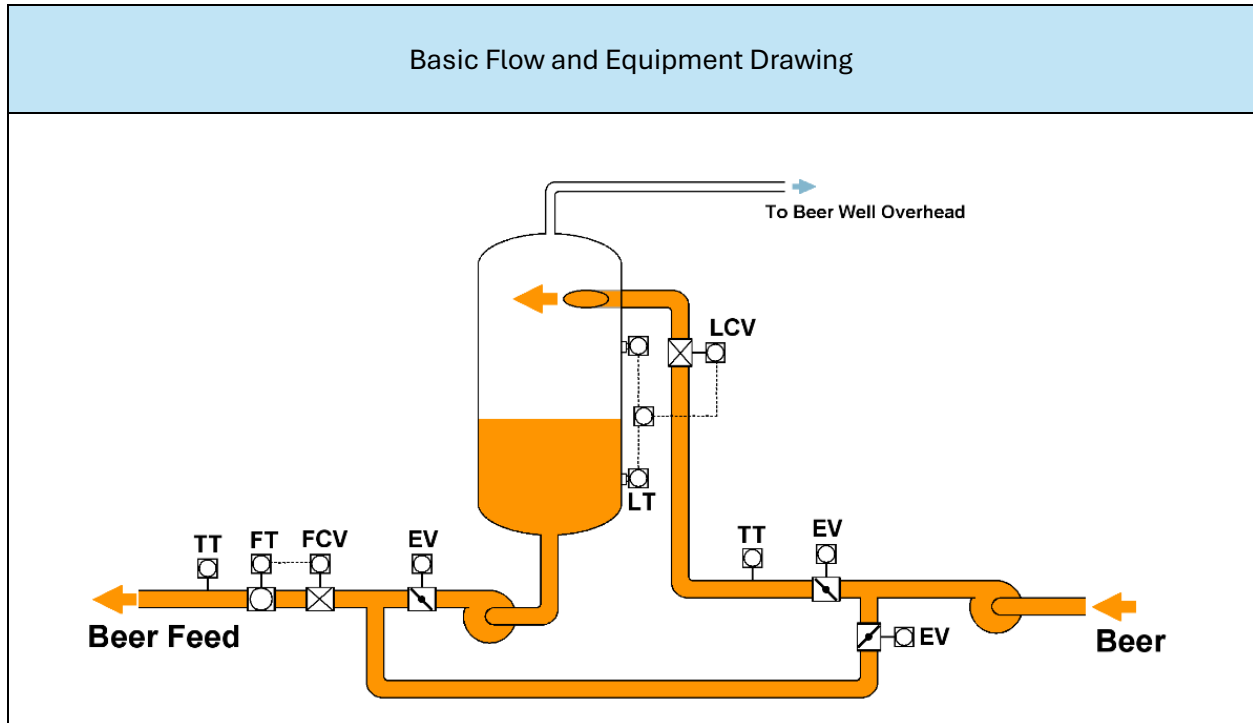 Basic Flow and Equipment Drawing
To Beer Well Overhead
LCV
LT
TT
FT
FCV
EV
TT
EV
Beer Feed
EV
Beer